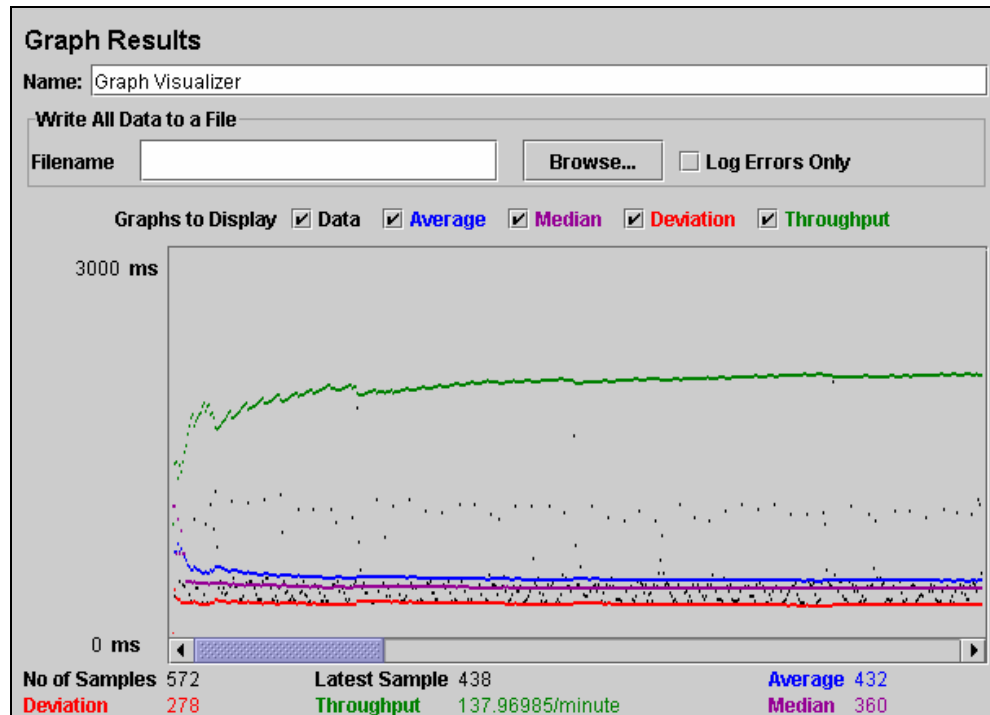 Graph Results
Name: Graph Visualizer
Write All Data to a File
Filename Browse... Log Errors Only
Graphs to Display Data Average Median Deviation Throughput
3000 ms
0 ms
No of Samples 572 Latest Sample 438 Average 432
Deviation 278 Throughput 137.96985/minute Median 360